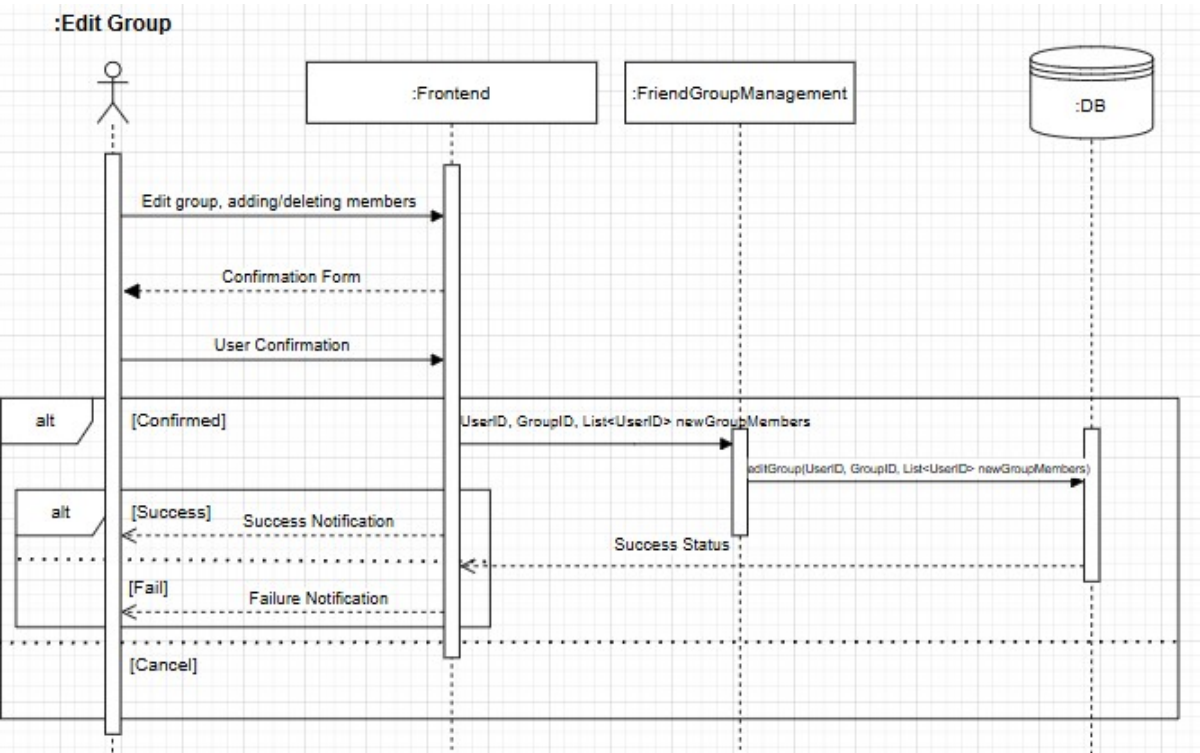 :Edit Group
:Frontend
:FriendGroupManagement
:DB
Edit group, adding/deleting members
Confirmation Form
User Confirmation
alt
[Confirmed]
UserID, GroupID, List<UserID> newGroupMembers
editGroup(UserID, GroupID, List<UserID> newGroupMembers)
alt
[Success]
Success Notification
Success Status
[Fail]
Failure Notification
[Cancel]